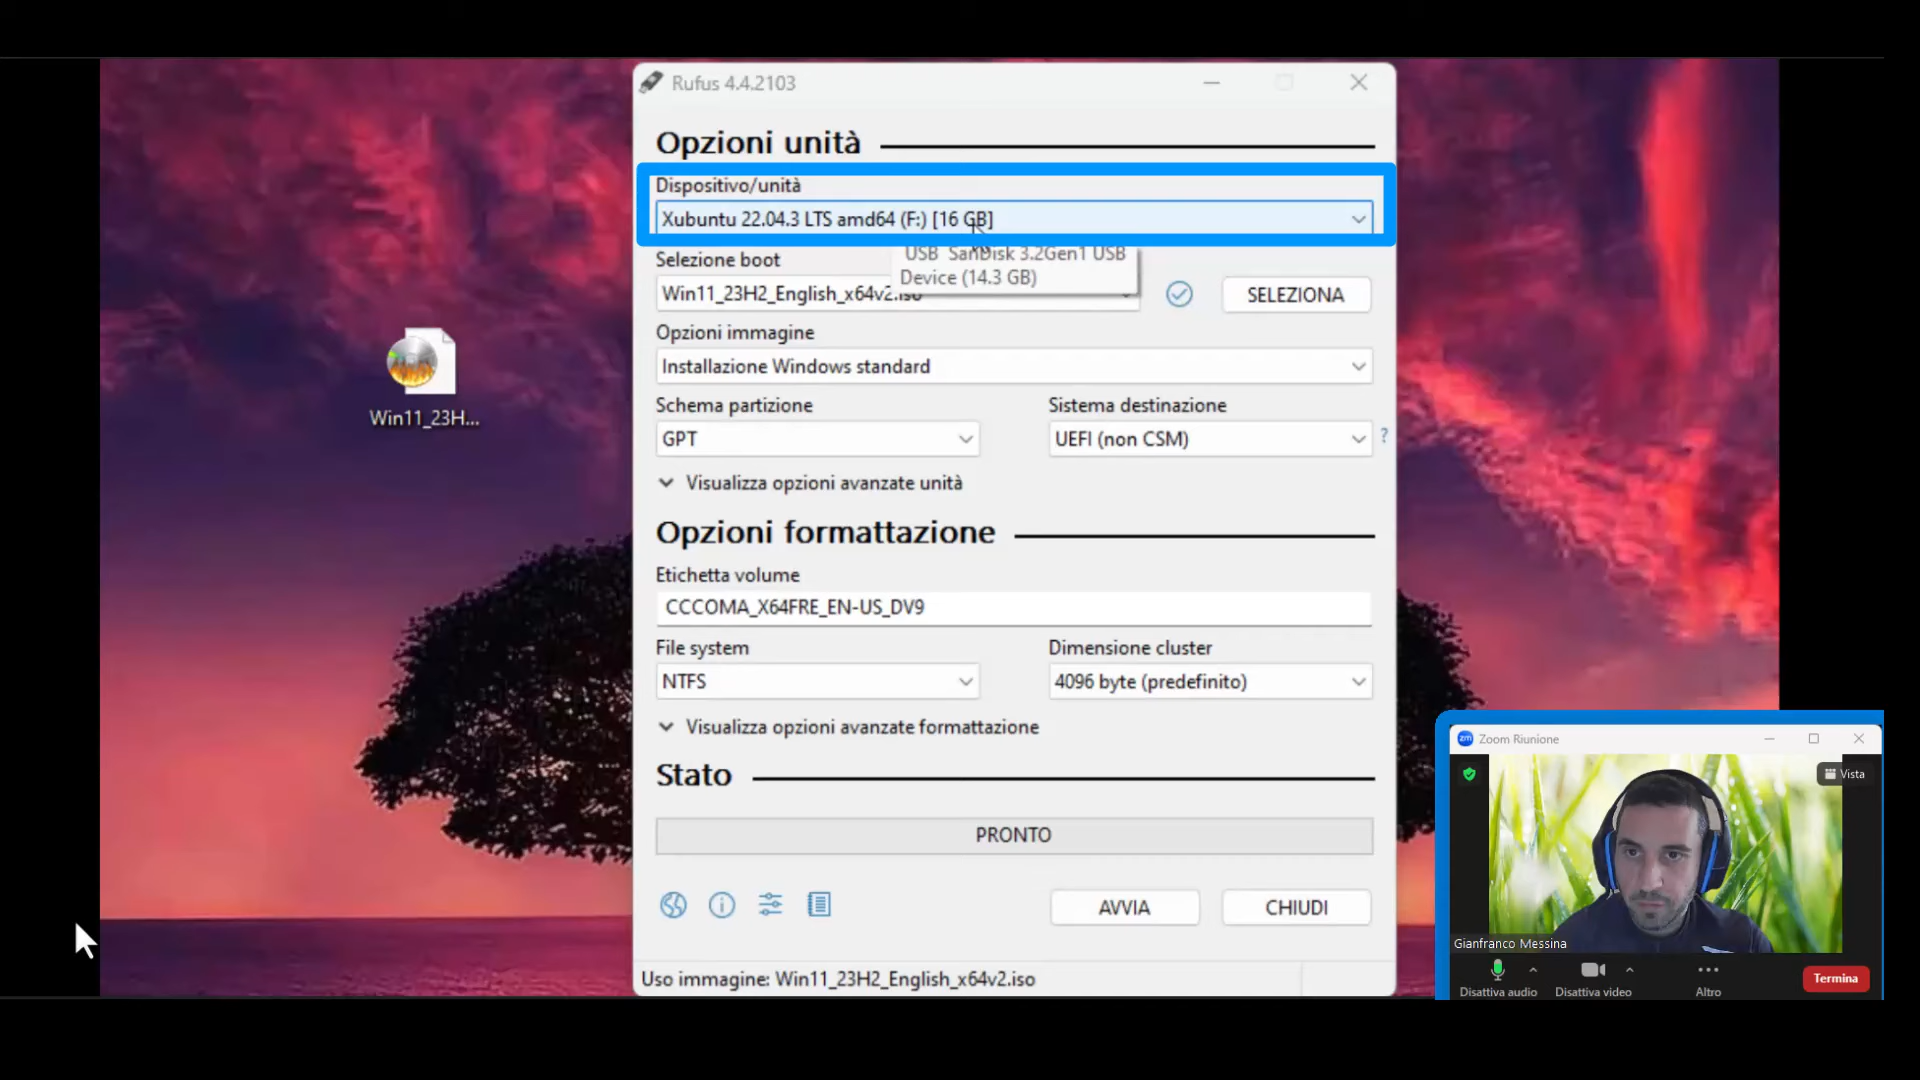 Rufus 4.4.2103
Opzioni unità
Dispositivo/unità
Xubuntu 22.04.3 LTS amd64 (F:) [16 GB]
USB SanDisk 3.2Gen1 USB
Device (14.3 GB)
Selezione boot
Win11_23H2_English_x64v2.iso
SELEZIONA
Opzioni immagine
Installazione Windows standard
Schema partizione
Sistema destinazione
GPT
UEFI (non CSM)
?
Visualizza opzioni avanzate unità
Opzioni formattazione
Etichetta volume
CCCOMA_X64FRE_EN-US_DV9
File system
Dimensione cluster
NTFS
4096 byte (predefinito)
Visualizza opzioni avanzate formattazione
Stato
PRONTO
AVVIA
CHIUDI
Uso immagine: Win11_23H2_English_x64v2.iso
Win11_23H...
zm Zoom Riunione
Vista
Gianfranco Messina
Disattiva audio
Disattiva video
Altro
Termina